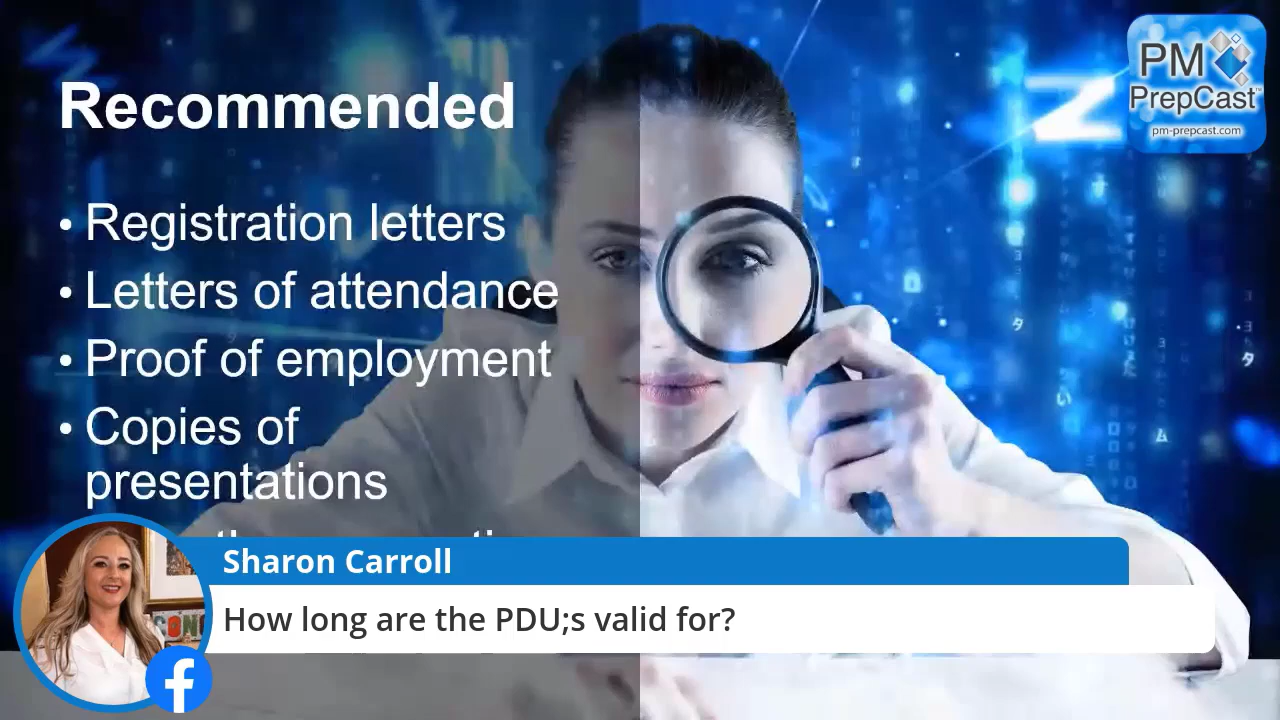 Recommended
• Registration letters
• Letters of attendance
• Proof of employment
• Copies of
presentations
PM
PrepCast™
pm-prepcast.com
Sharon Carroll
How long are the PDU;s valid for?